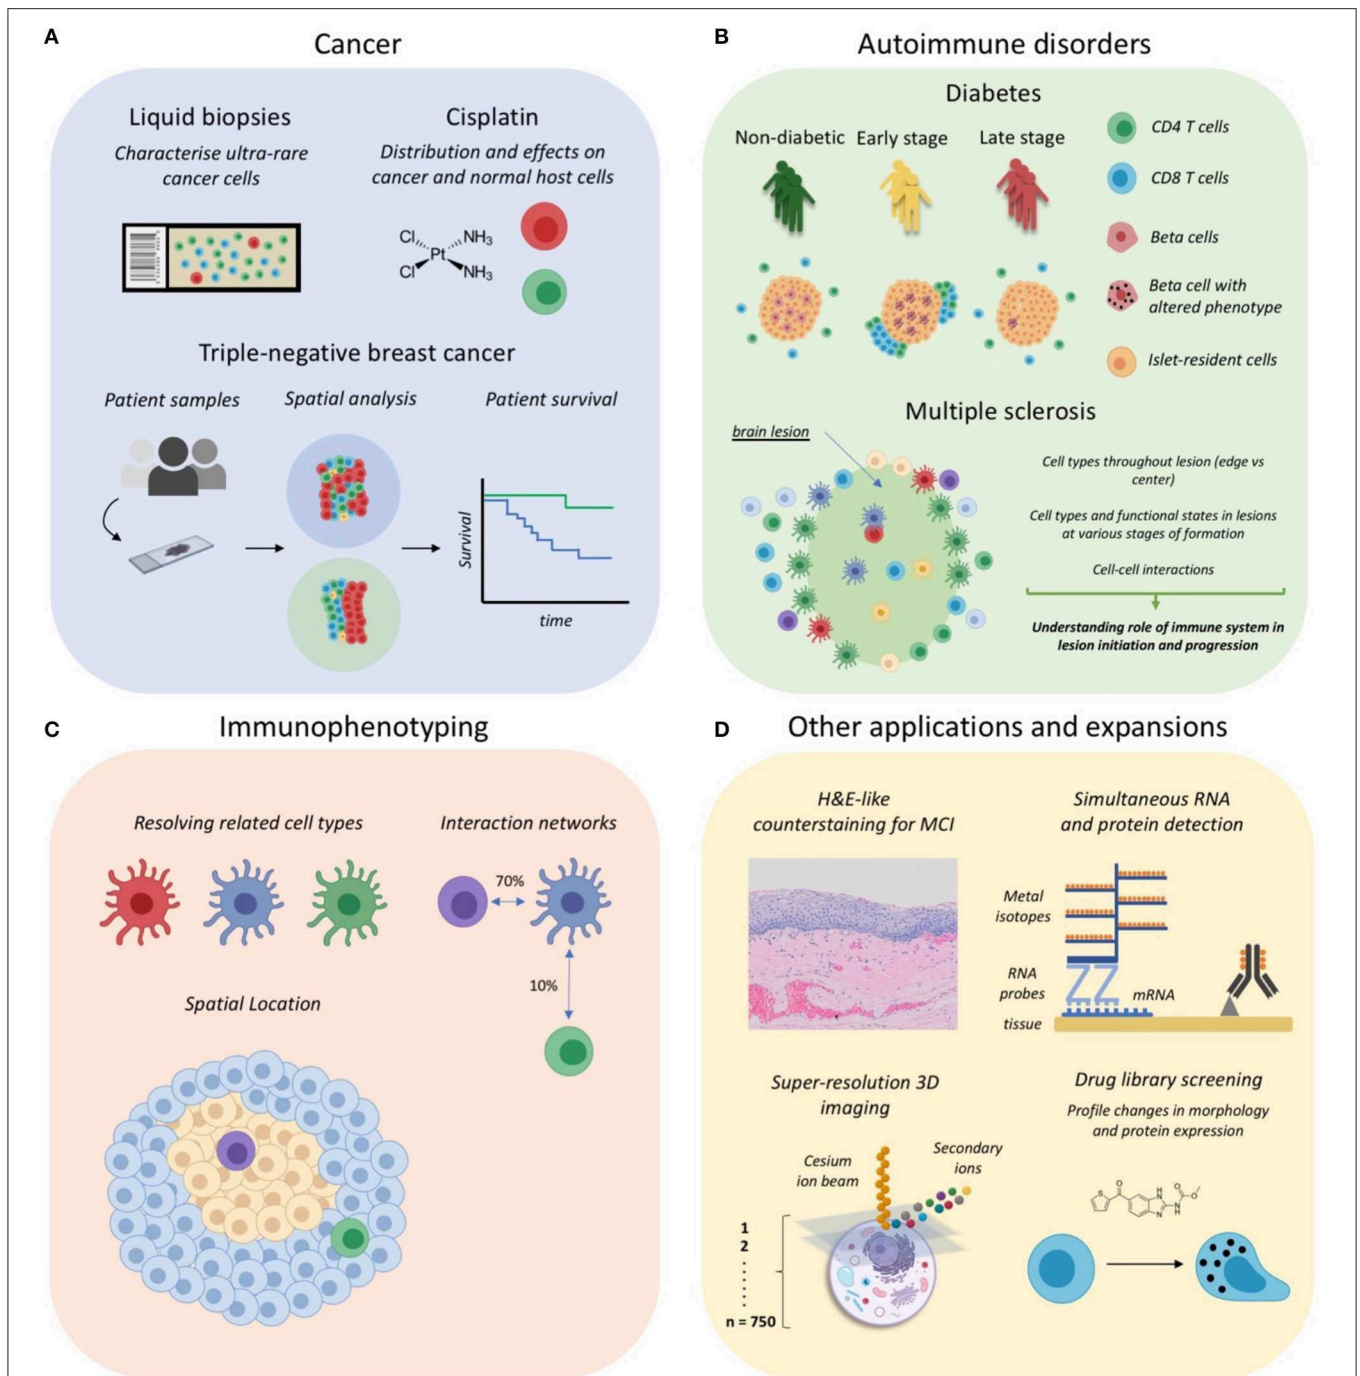 A
Cancer
Liquid biopsies
Characterise ultra-rare
cancer cells
Cisplatin
Distribution and effects on
cancer and normal host cells
Cl
NH3
Pt
Cl
NH3
Triple-negative breast cancer
Patient samples
Spatial analysis
Patient survival
Survival
time
B
Autoimmune disorders
Diabetes
Non-diabetic
Early stage
Late stage
CD4 T cells
CD8 T cells
Beta cells
Beta cell with
altered phenotype
Islet-resident cells
Multiple sclerosis
brain lesion
Cell types throughout lesion (edge vs
center)
Cell types and functional states in lesions
at various stages of formation
Cell-cell interactions
Understanding role of immune system in
lesion initiation and progression
C
Immunophenotyping
Resolving related cell types
Interaction networks
70%
10%
Spatial Location
D
Other applications and expansions
H&E-like
counterstaining for MCI
Simultaneous RNA
and protein detection
Metal
isotopes
RNA
probes
mRNA
tissue
Super-resolution 3D
imaging
Cesium
ion beam
Secondary
ions
1
2
n = 750
Drug library screening
Profile changes in morphology
and protein expression
S
O
H
N
N
N
H
O
O